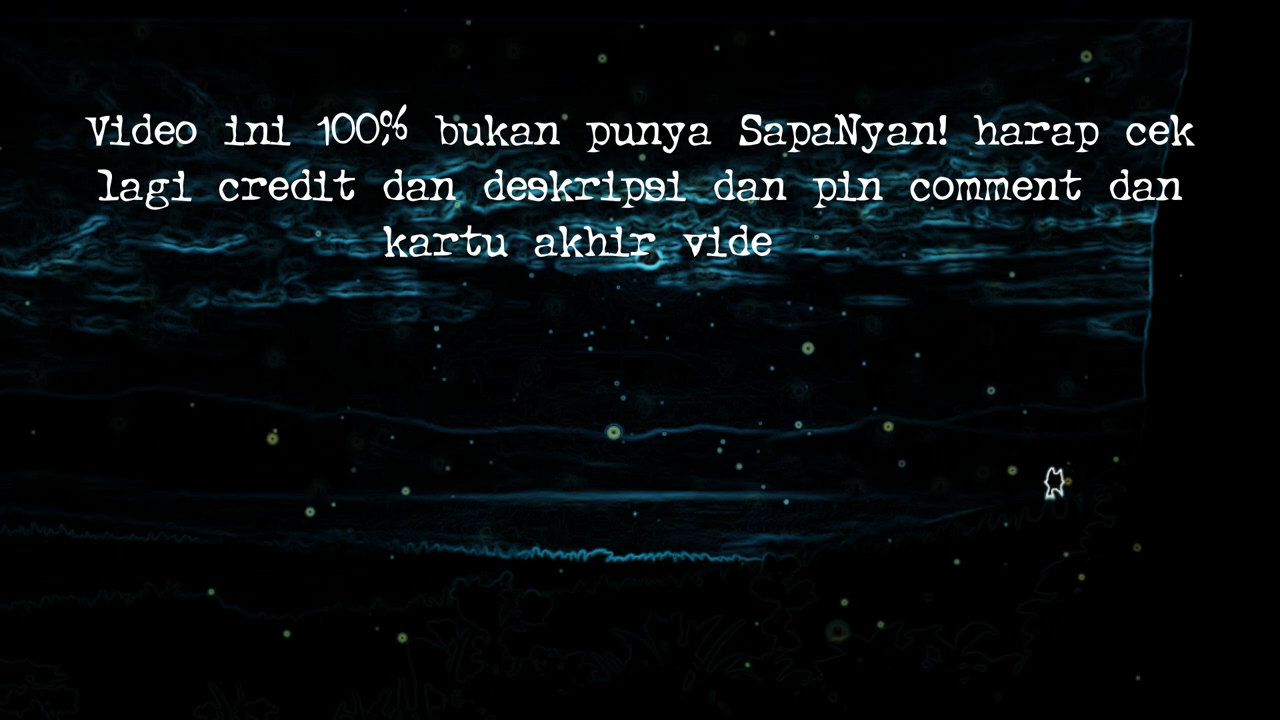 Video ini 100% bukan punya SapaNyan! harap cek
lagi credit dan deskripsi dan pin comment dan
kartu akhir vide